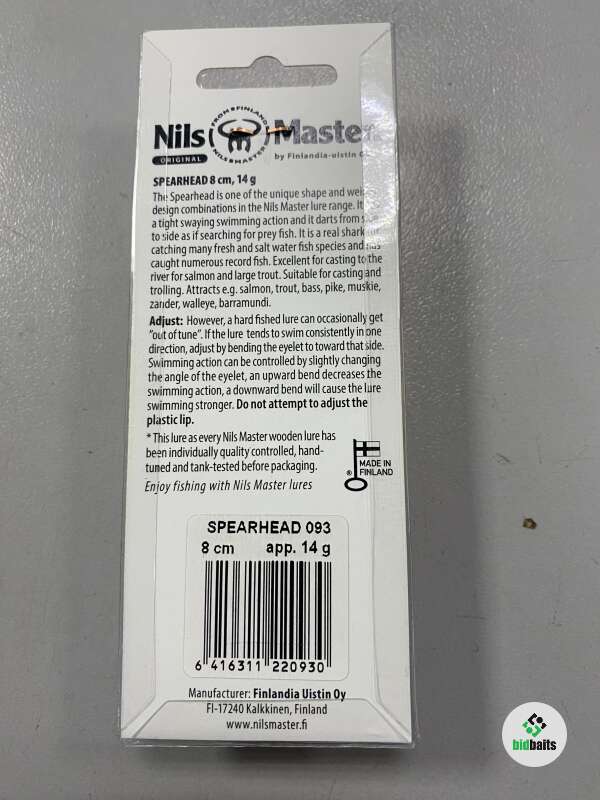 Nils Master
FROM FINLAND
NILS MASTER
ORIGINAL
by Finlandia-uistin
SPEARHEAD 8 cm, 14 g
The Spearhead is one of the unique shape and
design combinations in the Nils Master lure range. It
a tight swaying swimming action and it darts from
to side as if searching for prey fish. It is a real shark
catching many fresh and salt water fish species and has
caught numerous record fish. Excellent for casting to the
river for salmon and large trout. Suitable for casting and
trolling. Attracts e.g. salmon, trout, bass, pike, muskie,
zander, walleye, barramundi.
Adjust: However, a hard fished lure can occasionally get
"out of tune". If the lure tends to swim consistently in one
direction, adjust by bending the eyelet to toward that side.
Swimming action can be controlled by slightly changing
the angle of the eyelet, an upward bend decreases the
swimming action, a downward bend will cause the lure
swimming stronger. Do not attempt to adjust the
plastic lip.
* This lure as every Nils Master wooden lure has
been individually quality controlled, hand-
tuned and tank-tested before packaging.
Enjoy fishing with Nils Master lures
® MADE IN
FINLAND
SPEARHEAD 093
8 cm app. 14 g
6 416311 220930
Manufacturer: Finlandia Uistin Oy
FI-17240 Kalkkinen, Finland
www.nilsmaster.fi
bidbaits